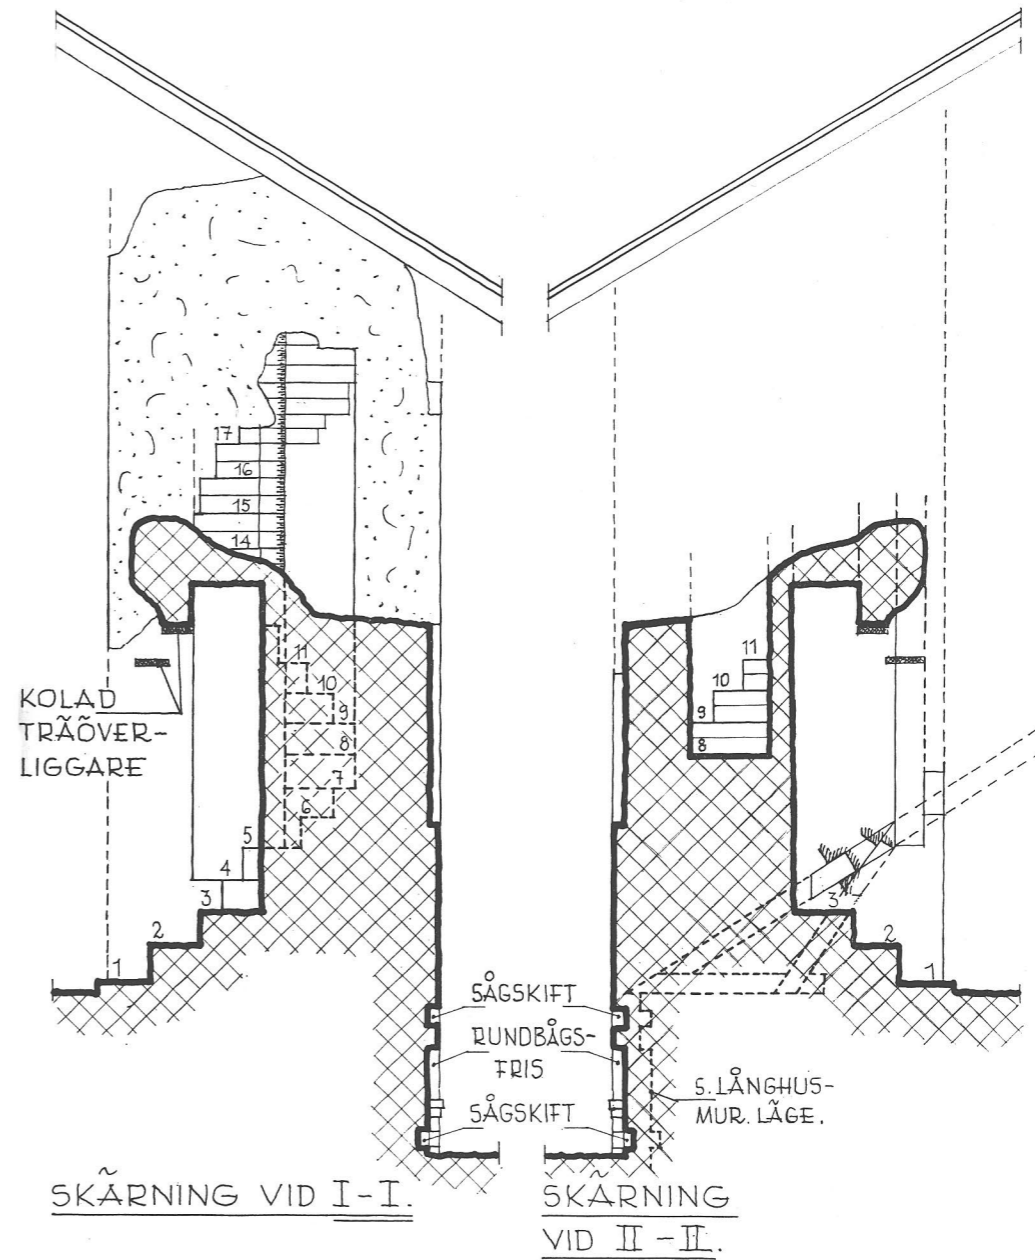 17
16
15
14
11
10
9
8
7
6
5
4
3
2
1
KOLAD
TRÄÖVER-
LIGGARE
11
10
9
8
3
2
1
SÅGSKIFT
RUNDBÅGS-
FRIS
SÅGSKIFT
S. LÅNGHUS-
MUR. LÄGE.
SKÄRNING VID I-I.
SKÄRNING
VID II-II.